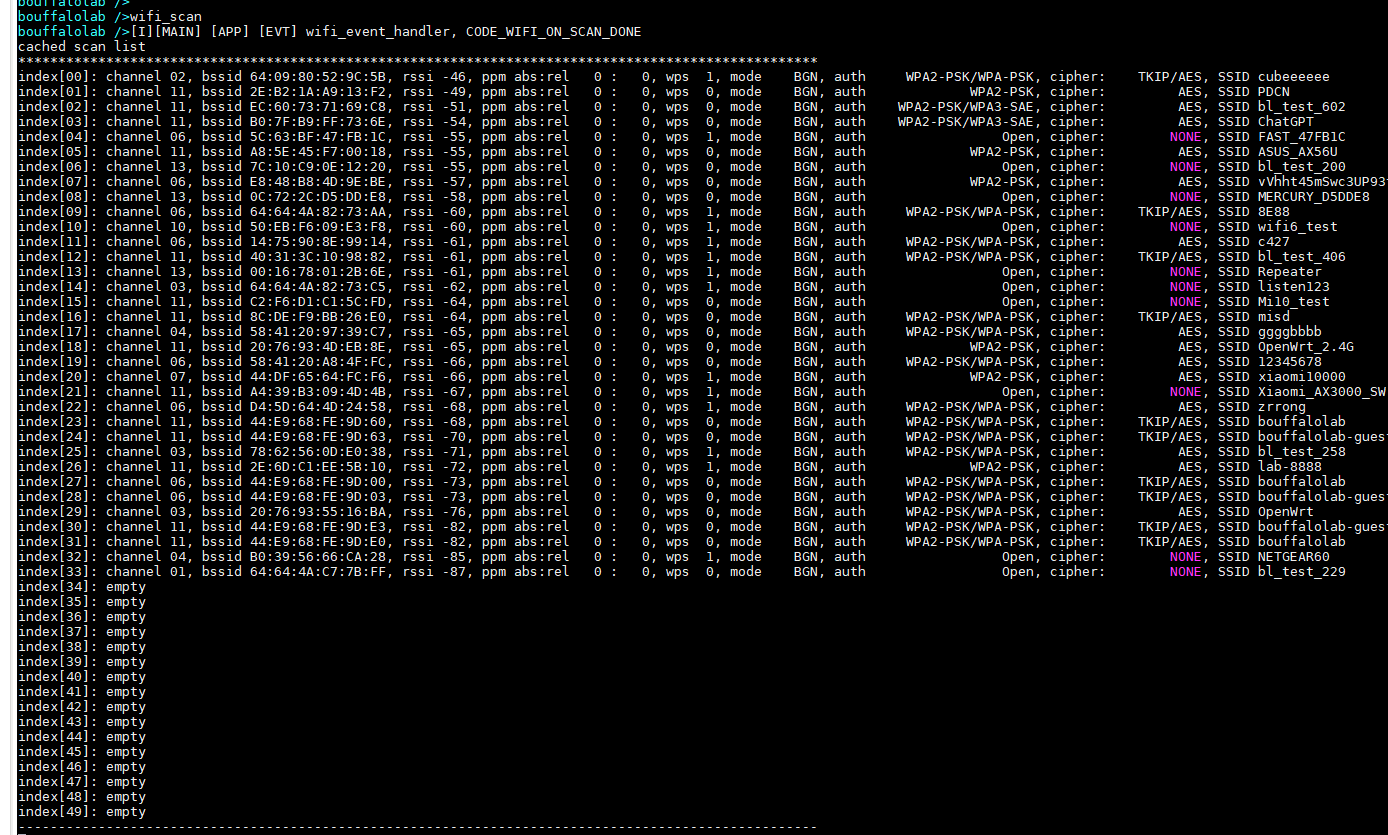 bouffalolab />
bouffalolab />wifi_scan
bouffalolab />[I][MAIN] [APP] [EVT] wifi_event_handler, CODE_WIFI_ON_SCAN_DONE
cached scan list
****************************************************************************************************
index[00]: channel 02, bssid 64:09:80:52:9C:5B, rssi -46, ppm abs:rel   0 :   0, wps  1, mode    BGN, auth     WPA2-PSK/WPA-PSK, cipher:    TKIP/AES, SSID cubeeeeee
index[01]: channel 11, bssid 2E:B2:1A:A9:13:F2, rssi -49, ppm abs:rel   0 :   0, wps  0, mode    BGN, auth             WPA2-PSK, cipher:         AES, SSID PDCN
index[02]: channel 11, bssid EC:60:73:71:69:C8, rssi -51, ppm abs:rel   0 :   0, wps  0, mode    BGN, auth    WPA2-PSK/WPA3-SAE, cipher:         AES, SSID bl_test_602
index[03]: channel 11, bssid B0:7F:B9:FF:73:6E, rssi -54, ppm abs:rel   0 :   0, wps  0, mode    BGN, auth    WPA2-PSK/WPA3-SAE, cipher:         AES, SSID ChatGPT
index[04]: channel 06, bssid 5C:63:BF:47:FB:1C, rssi -55, ppm abs:rel   0 :   0, wps  1, mode    BGN, auth                 Open, cipher:        NONE, SSID FAST_47FB1C
index[05]: channel 11, bssid A8:5E:45:F7:00:18, rssi -55, ppm abs:rel   0 :   0, wps  0, mode    BGN, auth             WPA2-PSK, cipher:         AES, SSID ASUS_AX56U
index[06]: channel 13, bssid 7C:10:C9:0E:12:20, rssi -55, ppm abs:rel   0 :   0, wps  0, mode    BGN, auth                 Open, cipher:        NONE, SSID bl_test_200
index[07]: channel 06, bssid E8:48:B8:4D:9E:BE, rssi -57, ppm abs:rel   0 :   0, wps  0, mode    BGN, auth             WPA2-PSK, cipher:         AES, SSID vVhht45mSwc3UP93
index[08]: channel 13, bssid 0C:72:2C:D5:DD:E8, rssi -58, ppm abs:rel   0 :   0, wps  0, mode    BGN, auth                 Open, cipher:        NONE, SSID MERCURY_D5DDE8
index[09]: channel 06, bssid 64:64:4A:82:73:AA, rssi -60, ppm abs:rel   0 :   0, wps  1, mode    BGN, auth     WPA2-PSK/WPA-PSK, cipher:    TKIP/AES, SSID 8E88
index[10]: channel 10, bssid 50:EB:F6:09:E3:F8, rssi -60, ppm abs:rel   0 :   0, wps  1, mode    BGN, auth                 Open, cipher:        NONE, SSID wifi6_test
index[11]: channel 06, bssid 14:75:90:8E:99:14, rssi -61, ppm abs:rel   0 :   0, wps  1, mode    BGN, auth     WPA2-PSK/WPA-PSK, cipher:         AES, SSID c427
index[12]: channel 11, bssid 40:31:3C:10:98:82, rssi -61, ppm abs:rel   0 :   0, wps  1, mode    BGN, auth     WPA2-PSK/WPA-PSK, cipher:    TKIP/AES, SSID bl_test_406
index[13]: channel 13, bssid 00:16:78:01:2B:6E, rssi -61, ppm abs:rel   0 :   0, wps  1, mode    BGN, auth                 Open, cipher:        NONE, SSID Repeater
index[14]: channel 03, bssid 64:64:4A:82:73:C5, rssi -62, ppm abs:rel   0 :   0, wps  1, mode    BGN, auth                 Open, cipher:        NONE, SSID listen123
index[15]: channel 11, bssid C2:F6:D1:C1:5C:FD, rssi -64, ppm abs:rel   0 :   0, wps  0, mode    BGN, auth                 Open, cipher:        NONE, SSID Mi10_test
index[16]: channel 11, bssid 8C:DE:F9:BB:26:E0, rssi -64, ppm abs:rel   0 :   0, wps  1, mode    BGN, auth     WPA2-PSK/WPA-PSK, cipher:    TKIP/AES, SSID misd
index[17]: channel 04, bssid 58:41:20:97:39:C7, rssi -65, ppm abs:rel   0 :   0, wps  0, mode    BGN, auth     WPA2-PSK/WPA-PSK, cipher:         AES, SSID ggggbbbb
index[18]: channel 11, bssid 20:76:93:4D:EB:8E, rssi -65, ppm abs:rel   0 :   0, wps  0, mode    BGN, auth             WPA2-PSK, cipher:         AES, SSID OpenWrt_2.4G
index[19]: channel 06, bssid 58:41:20:A8:4F:FC, rssi -66, ppm abs:rel   0 :   0, wps  0, mode    BGN, auth     WPA2-PSK/WPA-PSK, cipher:         AES, SSID 12345678
index[20]: channel 07, bssid 44:DF:65:64:FC:F6, rssi -66, ppm abs:rel   0 :   0, wps  1, mode    BGN, auth             WPA2-PSK, cipher:         AES, SSID xiaomi10000
index[21]: channel 11, bssid A4:39:B3:09:4D:4B, rssi -67, ppm abs:rel   0 :   0, wps  1, mode    BGN, auth                 Open, cipher:        NONE, SSID Xiaomi_AX3000_SW
index[22]: channel 06, bssid D4:5D:64:4D:24:58, rssi -68, ppm abs:rel   0 :   0, wps  1, mode    BGN, auth     WPA2-PSK/WPA-PSK, cipher:         AES, SSID zrrong
index[23]: channel 11, bssid 44:E9:68:FE:9D:60, rssi -68, ppm abs:rel   0 :   0, wps  0, mode    BGN, auth     WPA2-PSK/WPA-PSK, cipher:    TKIP/AES, SSID bouffalolab
index[24]: channel 11, bssid 44:E9:68:FE:9D:63, rssi -70, ppm abs:rel   0 :   0, wps  0, mode    BGN, auth     WPA2-PSK/WPA-PSK, cipher:    TKIP/AES, SSID bouffalolab-gues
index[25]: channel 03, bssid 78:62:56:0D:E0:38, rssi -71, ppm abs:rel   0 :   0, wps  1, mode    BGN, auth     WPA2-PSK/WPA-PSK, cipher:         AES, SSID bl_test_258
index[26]: channel 11, bssid 2E:6D:C1:EE:5B:10, rssi -72, ppm abs:rel   0 :   0, wps  1, mode    BGN, auth             WPA2-PSK, cipher:         AES, SSID lab-8888
index[27]: channel 06, bssid 44:E9:68:FE:9D:00, rssi -73, ppm abs:rel   0 :   0, wps  0, mode    BGN, auth     WPA2-PSK/WPA-PSK, cipher:    TKIP/AES, SSID bouffalolab
index[28]: channel 06, bssid 44:E9:68:FE:9D:03, rssi -73, ppm abs:rel   0 :   0, wps  0, mode    BGN, auth     WPA2-PSK/WPA-PSK, cipher:    TKIP/AES, SSID bouffalolab-gues
index[29]: channel 03, bssid 20:76:93:55:16:BA, rssi -76, ppm abs:rel   0 :   0, wps  0, mode    BGN, auth     WPA2-PSK/WPA-PSK, cipher:         AES, SSID OpenWrt
index[30]: channel 11, bssid 44:E9:68:FE:9D:E3, rssi -82, ppm abs:rel   0 :   0, wps  0, mode    BGN, auth     WPA2-PSK/WPA-PSK, cipher:    TKIP/AES, SSID bouffalolab-gues
index[31]: channel 11, bssid 44:E9:68:FE:9D:E0, rssi -82, ppm abs:rel   0 :   0, wps  0, mode    BGN, auth     WPA2-PSK/WPA-PSK, cipher:    TKIP/AES, SSID bouffalolab
index[32]: channel 04, bssid B0:39:56:66:CA:28, rssi -85, ppm abs:rel   0 :   0, wps  1, mode    BGN, auth                 Open, cipher:        NONE, SSID NETGEAR60
index[33]: channel 01, bssid 64:64:4A:C7:7B:FF, rssi -87, ppm abs:rel   0 :   0, wps  0, mode    BGN, auth                 Open, cipher:        NONE, SSID bl_test_229
index[34]: empty
index[35]: empty
index[36]: empty
index[37]: empty
index[38]: empty
index[39]: empty
index[40]: empty
index[41]: empty
index[42]: empty
index[43]: empty
index[44]: empty
index[45]: empty
index[46]: empty
index[47]: empty
index[48]: empty
index[49]: empty
----------------------------------------------------------------------------------------------------